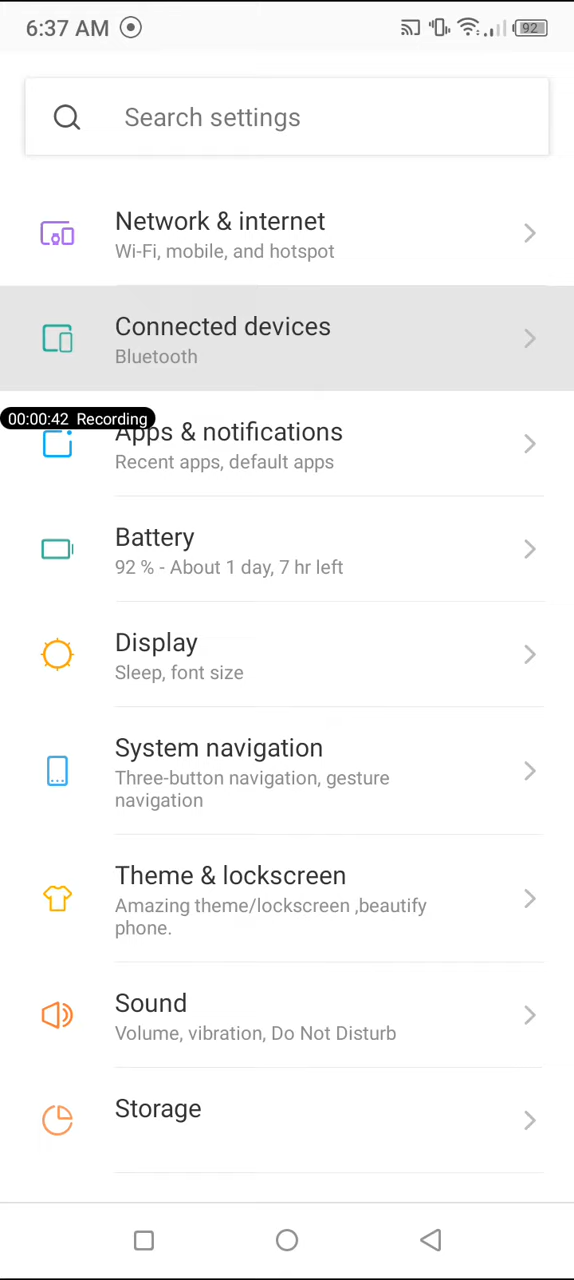 6:37 AM
92
Search settings
Network & internet
Wi-Fi, mobile, and hotspot
Connected devices
Bluetooth
00:00:42 Recording
Apps & notifications
Recent apps, default apps
Battery
92 % - About 1 day, 7 hr left
Display
Sleep, font size
System navigation
Three-button navigation, gesture
navigation
Theme & lockscreen
Amazing theme/lockscreen ,beautify
phone.
Sound
Volume, vibration, Do Not Disturb
Storage